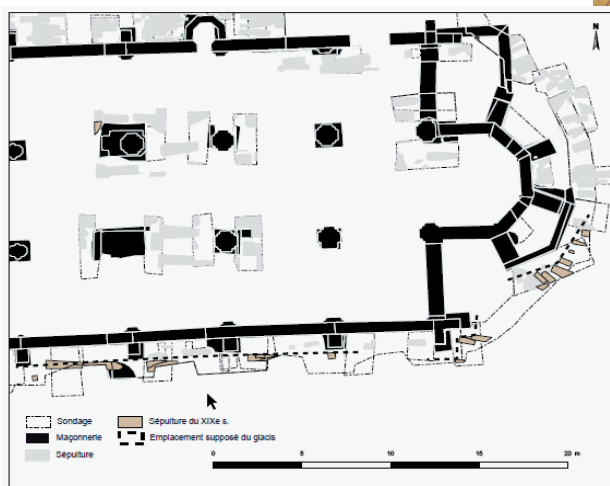 N
Sondage
Sépulture du XIXe s.
Maçonnerie
Emplacement supposé du glacis
Sépulture
0 5 10 15 20 m